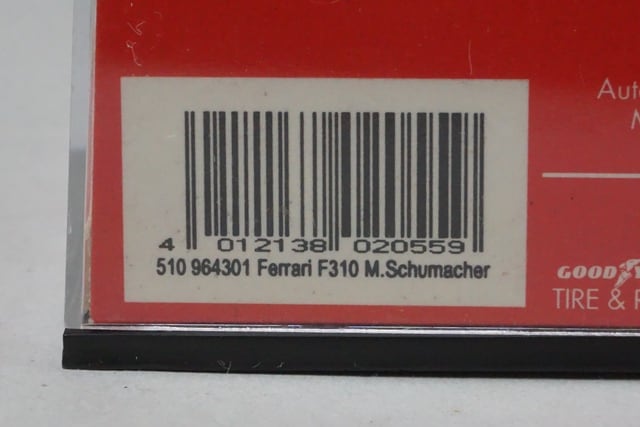 4 012138 020559
510 964301 Ferrari F310 M.Schumacher
GOOD
TIRE &